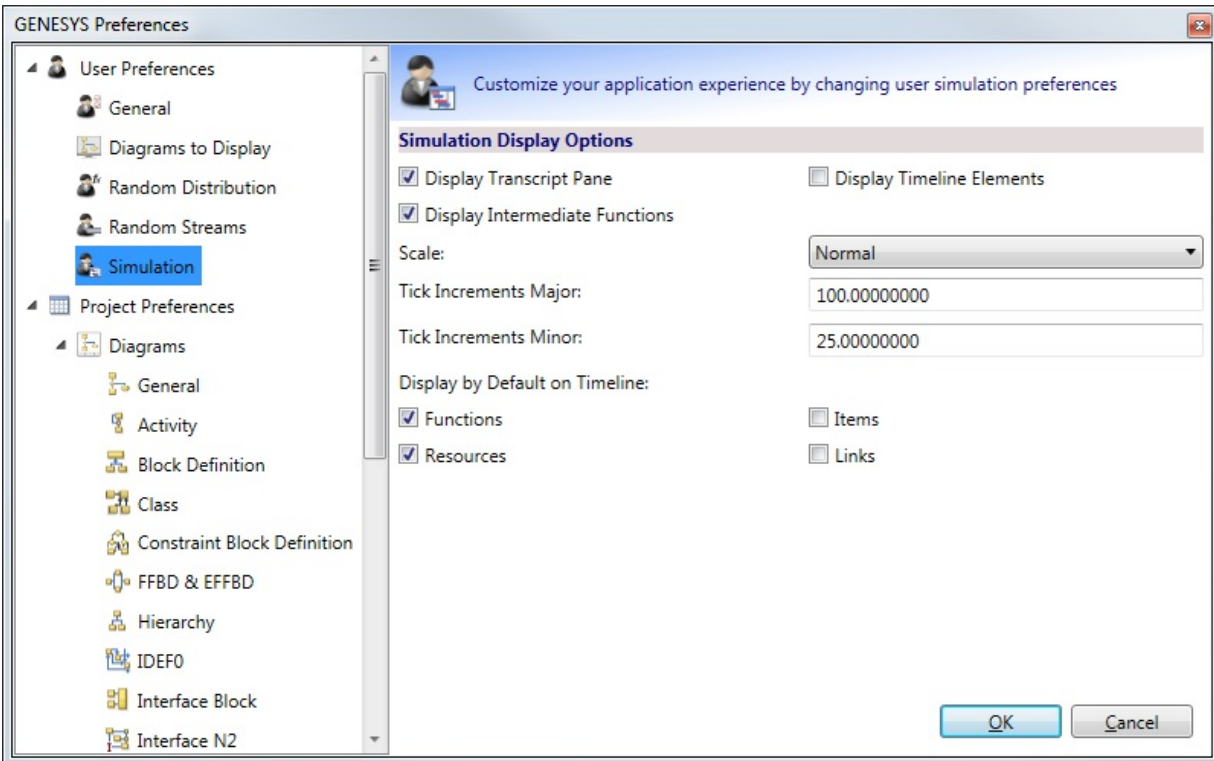 GENESYS Preferences
User Preferences
General
Diagrams to Display
Random Distribution
Random Streams
Simulation
Project Preferences
Diagrams
General
Activity
Block Definition
Class
Constraint Block Definition
FFBD & EFFBD
Hierarchy
IDEF0
Interface Block
Interface N2
Customize your application experience by changing user simulation preferences
Simulation Display Options
Display Transcript Pane
Display Timeline Elements
Display Intermediate Functions
Scale:
Normal
Tick Increments Major:
100.00000000
Tick Increments Minor:
25.00000000
Display by Default on Timeline:
Functions
Items
Resources
Links
OK
Cancel